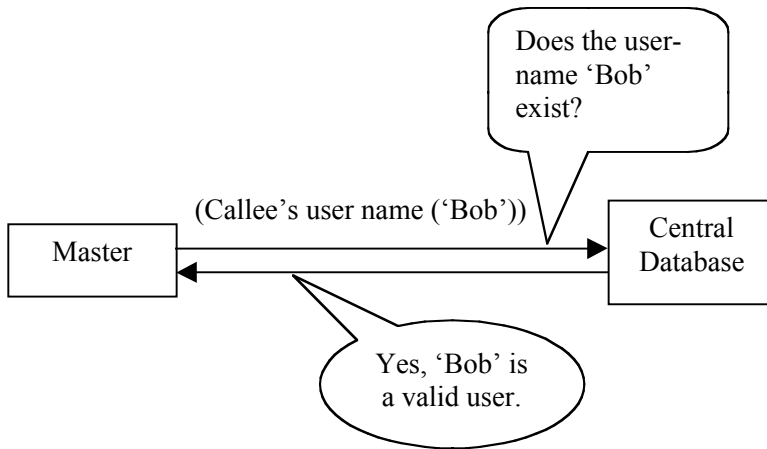 Does the user-
name ‘Bob’
exist?
(Callee’s user name (‘Bob’))
Master
Central
Database
Yes, ‘Bob’ is
a valid user.